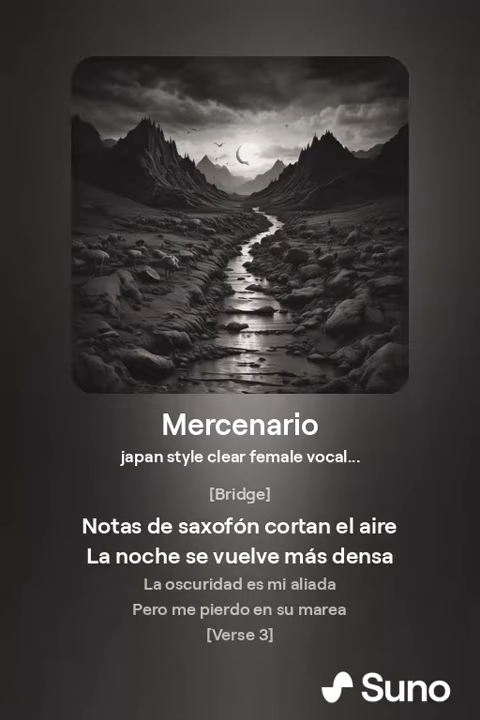 Mercenario
japan style clear female vocal...
[Bridge]
Notas de saxofón cortan el aire
La noche se vuelve más densa
La oscuridad es mi aliada
Pero me pierdo en su marea
[Verse 3]
Suno